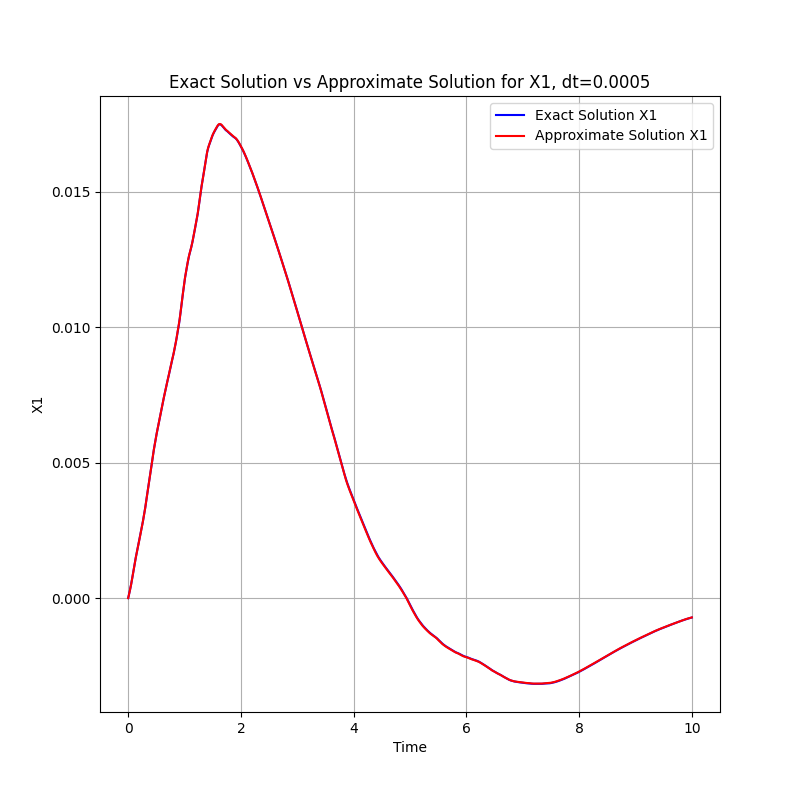 Exact Solution vs Approximate Solution for X1, dt=0.0005
Exact Solution X1
Approximate Solution X1
0.015
0.010
0.005
0.000
X1
0 2 4 6 8 10
Time